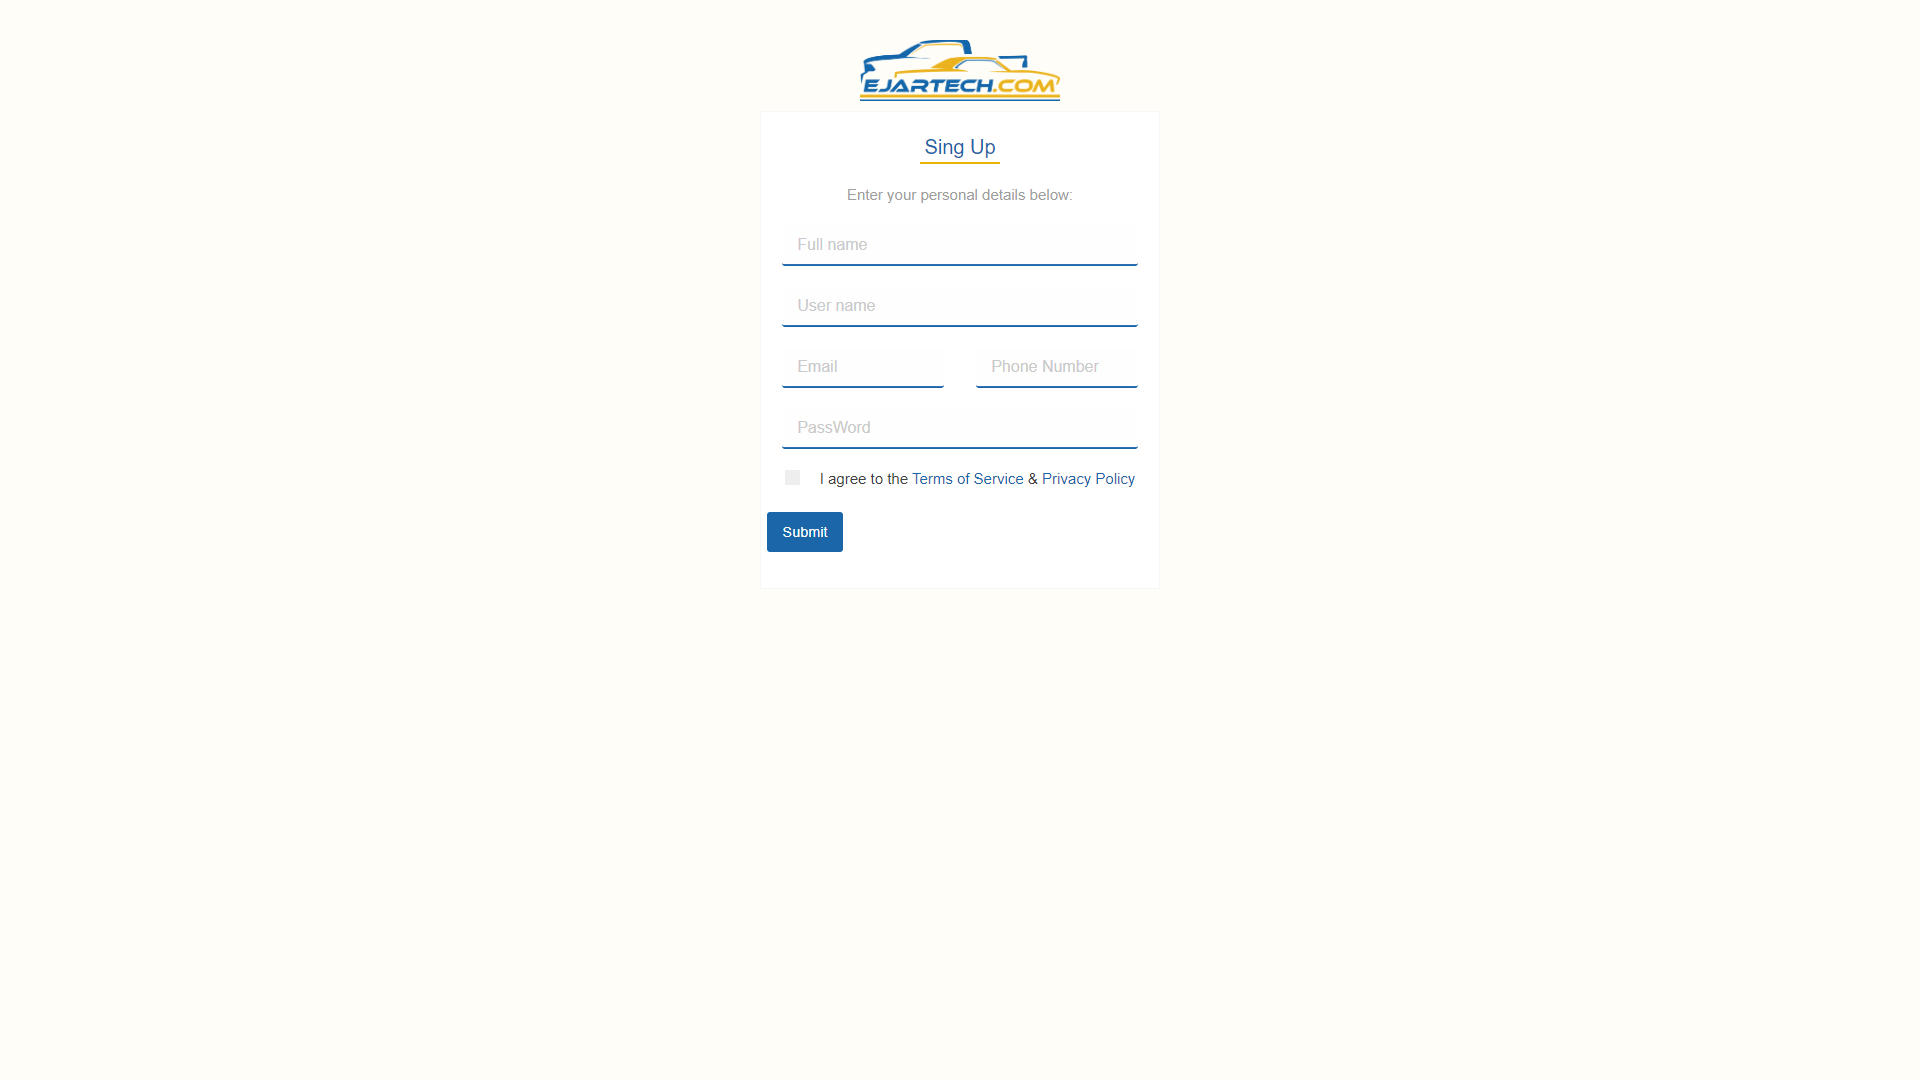 EJARTECH.COM
Sing Up
Enter your personal details below:
Full name
User name
Email Phone Number
PassWord
I agree to the Terms of Service & Privacy Policy
Submit